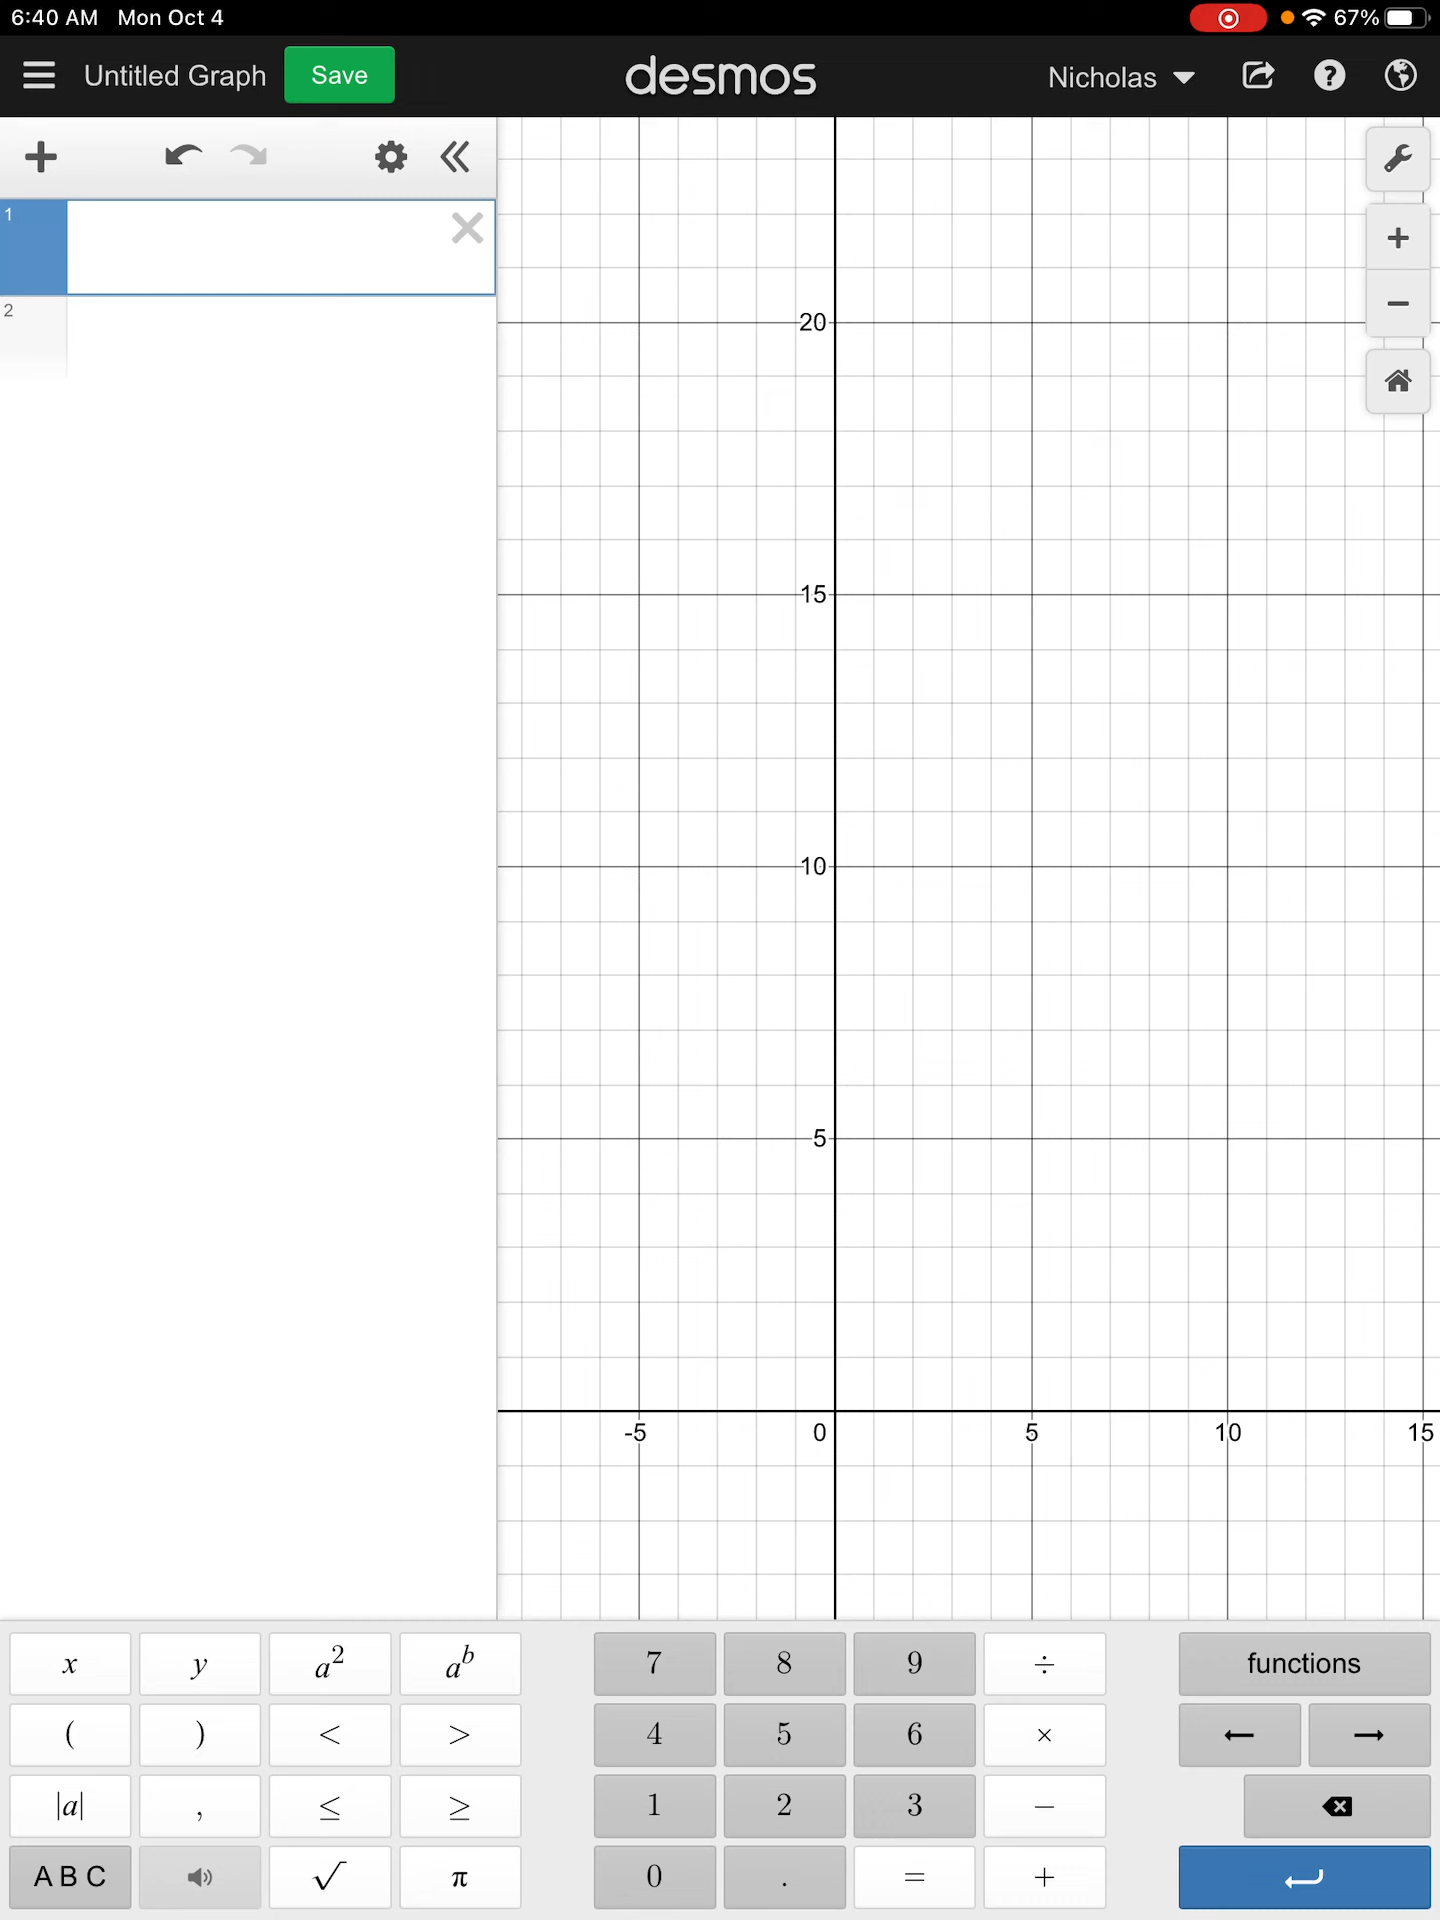 6:40 AM Mon Oct 4 67%
Untitled Graph Save desmos Nicholas ?
1
2
20
15
10
5
-5 0 5 10 15
x y a² aᵇ 7 8 9 ÷ functions
( ) < > 4 5 6 × ← →
|a| , ≤ ≥ 1 2 3 −
A B C √ π 0 . = +